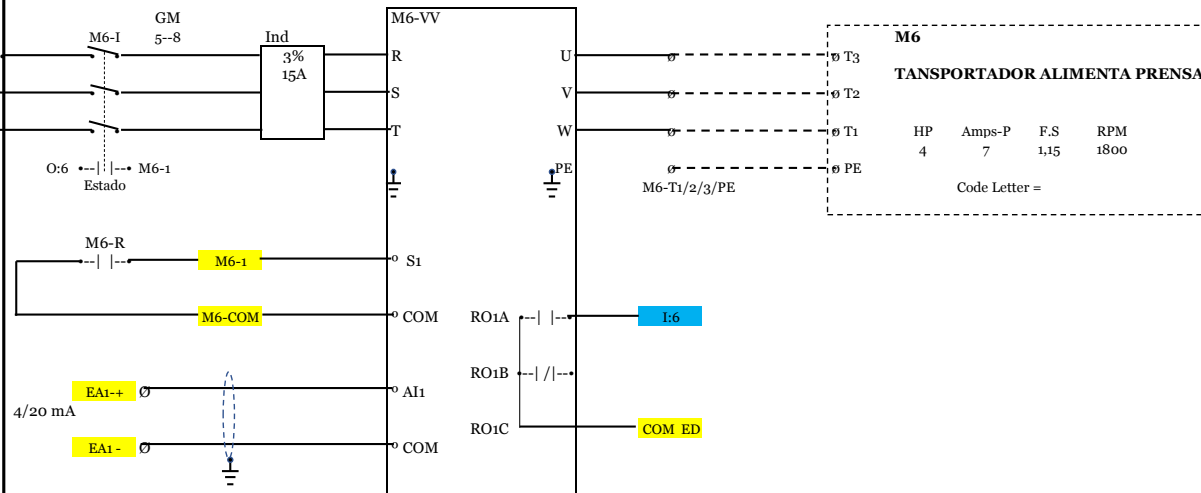 GM
M6-I
5--8
Ind
3%
15A
M6-VV
R
S
T
U
V
W
PE
ø
ø
ø
ø
M6-T1/2/3/PE
ø T3
ø T2
ø T1
ø PE
M6
TANSPORTADOR ALIMENTA PRENSA
HP Amps-P F.S RPM
4 7 1,15 1800
Code Letter =
O:6 •--| |--• M6-1
Estado
M6-R
•--| |--•
M6-1
S1
M6-COM
COM
RO1A •--| |--•
I:6
RO1B •--| /|--•
RO1C
COM ED
EA1-+ Ø
AI1
4/20 mA
EA1 - Ø
COM